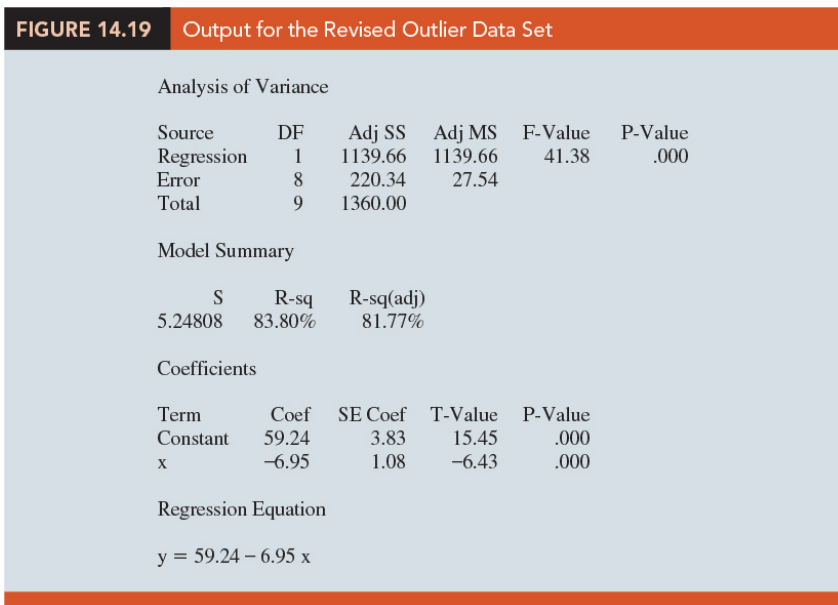 FIGURE 14.19 Output for the Revised Outlier Data Set
Analysis of Variance
Source DF Adj SS Adj MS F-Value P-Value
Regression 1 1139.66 1139.66 41.38 .000
Error 8 220.34 27.54
Total 9 1360.00
Model Summary
S R-sq R-sq(adj)
5.24808 83.80% 81.77%
Coefficients
Term Coef SE Coef T-Value P-Value
Constant 59.24 3.83 15.45 .000
x −6.95 1.08 −6.43 .000
Regression Equation
y = 59.24 − 6.95 x